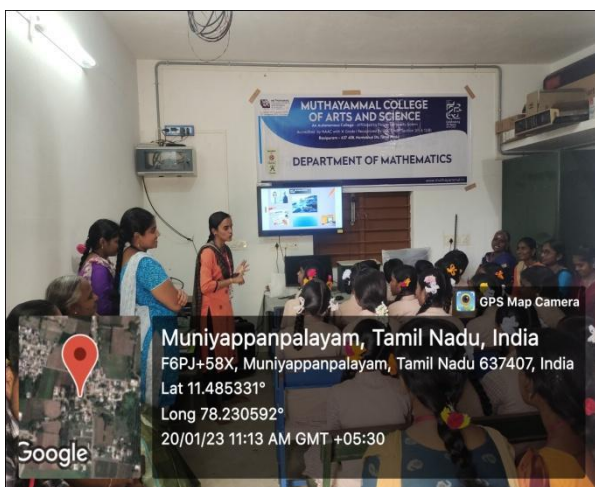 MUTHAYAMMAL COLLEGE
OF ARTS AND SCIENCE
DEPARTMENT OF MATHEMATICS
GPS Map Camera
Muniyappanpalayam, Tamil Nadu, India
F6PJ+58X, Muniyappanpalayam, Tamil Nadu 637407, India
Lat 11.485331°
Long 78.230592°
20/01/23 11:13 AM GMT +05:30
Google